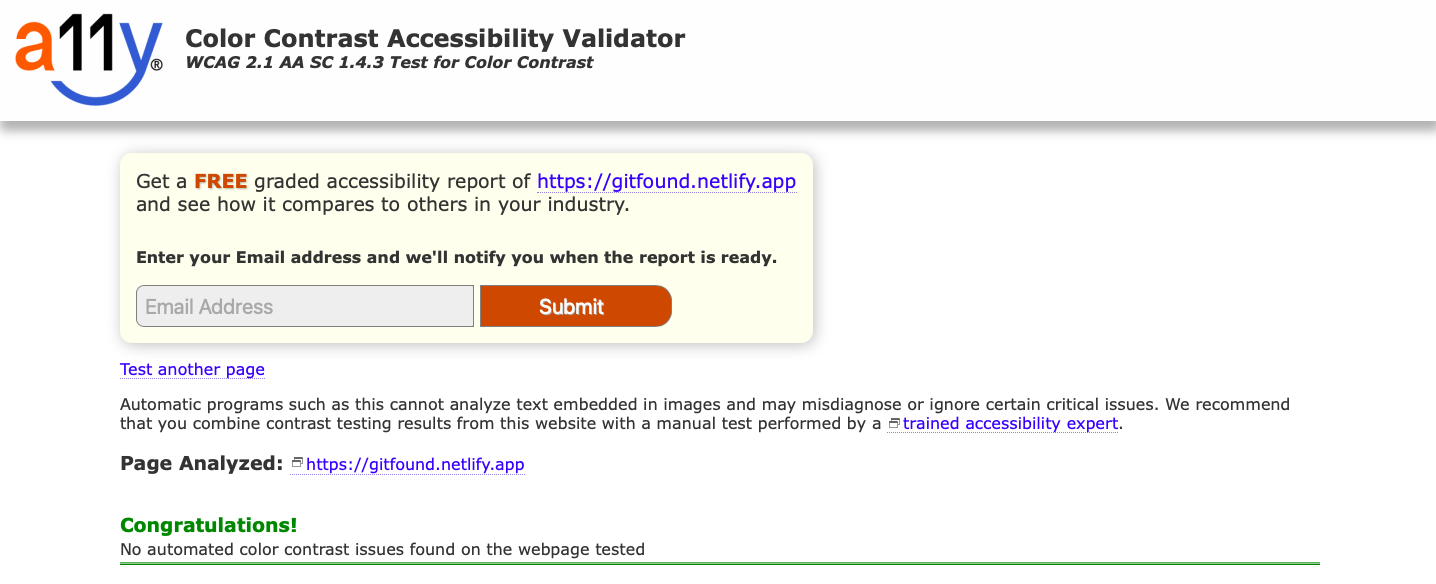 a11y®
Color Contrast Accessibility Validator
WCAG 2.1 AA SC 1.4.3 Test for Color Contrast
Get a FREE graded accessibility report of https://gitfound.netlify.app
and see how it compares to others in your industry.
Enter your Email address and we'll notify you when the report is ready.
Email Address
Submit
Test another page
Automatic programs such as this cannot analyze text embedded in images and may misdiagnose or ignore certain critical issues. We recommend
that you combine contrast testing results from this website with a manual test performed by a trained accessibility expert.
Page Analyzed: https://gitfound.netlify.app
Congratulations!
No automated color contrast issues found on the webpage tested